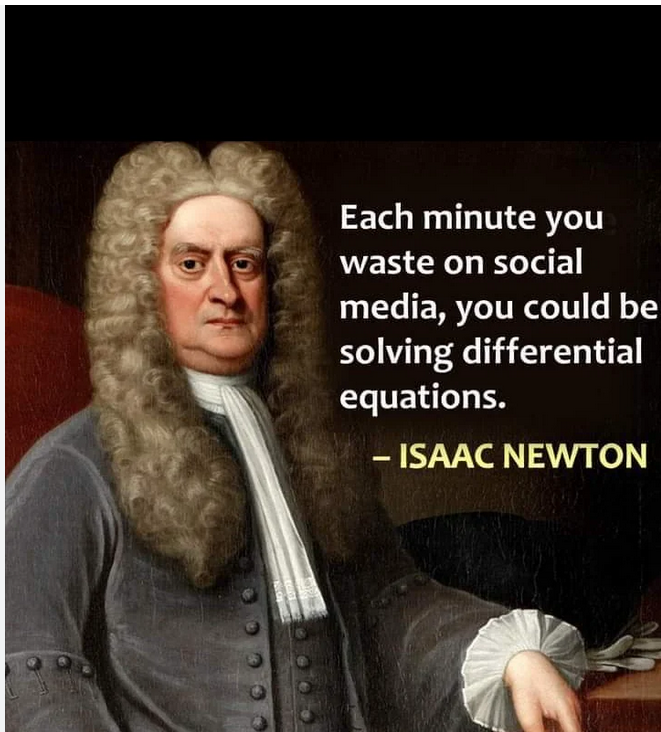 Each minute you
waste on social
media, you could be
solving differential
equations.
– ISAAC NEWTON